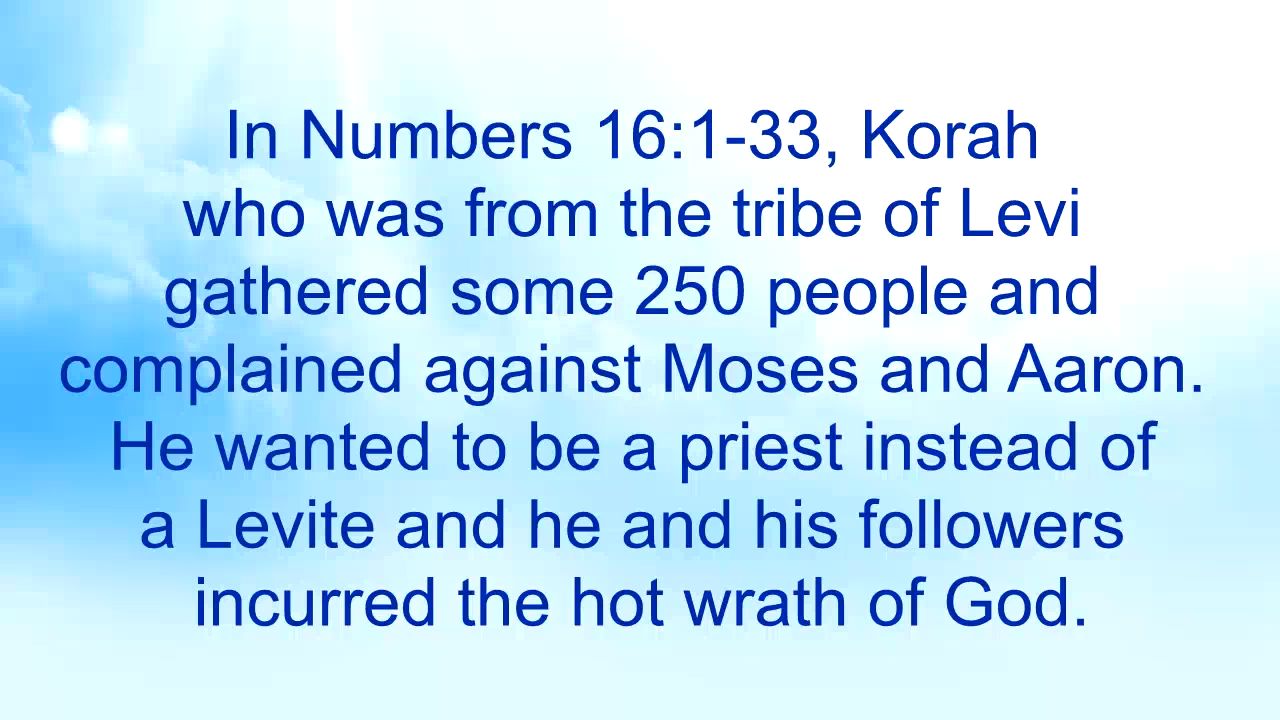 In Numbers 16:1-33, Korah
who was from the tribe of Levi
gathered some 250 people and
complained against Moses and Aaron.
He wanted to be a priest instead of
a Levite and he and his followers
incurred the hot wrath of God.